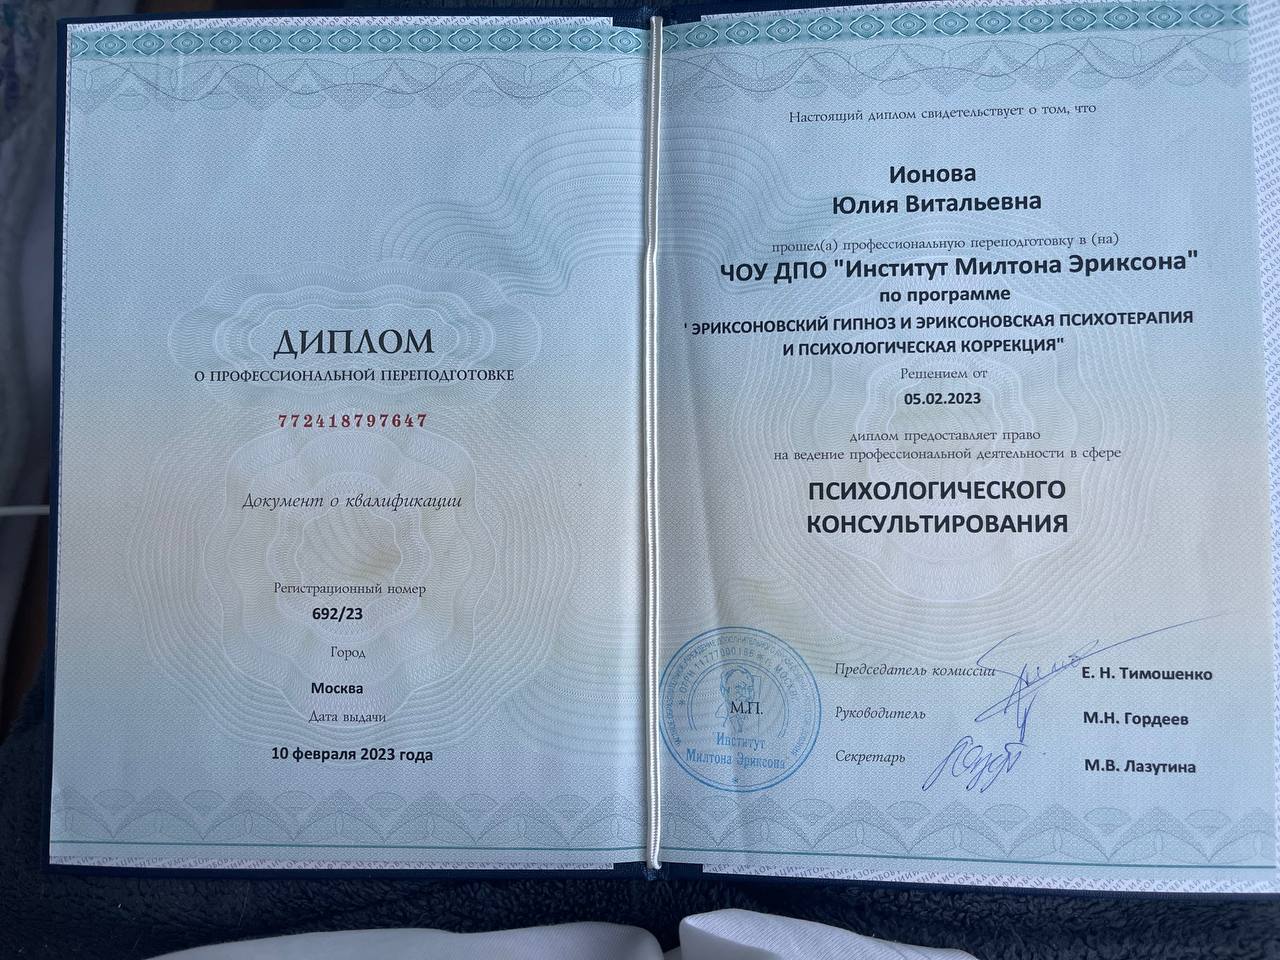 ДИПЛОМ
О ПРОФЕССИОНАЛЬНОЙ ПЕРЕПОДГОТОВКЕ
772418797647
Документ о квалификации
Регистрационный номер
692/23
Город
Москва
Дата выдачи
10 февраля 2023 года
Настоящий диплом свидетельствует о том, что
Ионова
Юлия Витальевна
прошел(а) профессиональную переподготовку в (на)
ЧОУ ДПО "Институт Милтона Эриксона"
по программе
" ЭРИКСОНОВСКИЙ ГИПНОЗ И ЭРИКСОНОВСКАЯ ПСИХОТЕРАПИЯ
И ПСИХОЛОГИЧЕСКАЯ КОРРЕКЦИЯ"
Решением от
05.02.2023
диплом предоставляет право
на ведение профессиональной деятельности в сфере
ПСИХОЛОГИЧЕСКОГО
КОНСУЛЬТИРОВАНИЯ
Председатель комиссии Е. Н. Тимошенко
Руководитель М.Н. Гордеев
Секретарь М.В. Лазутина
М.П.
Институт
Милтона Эриксона